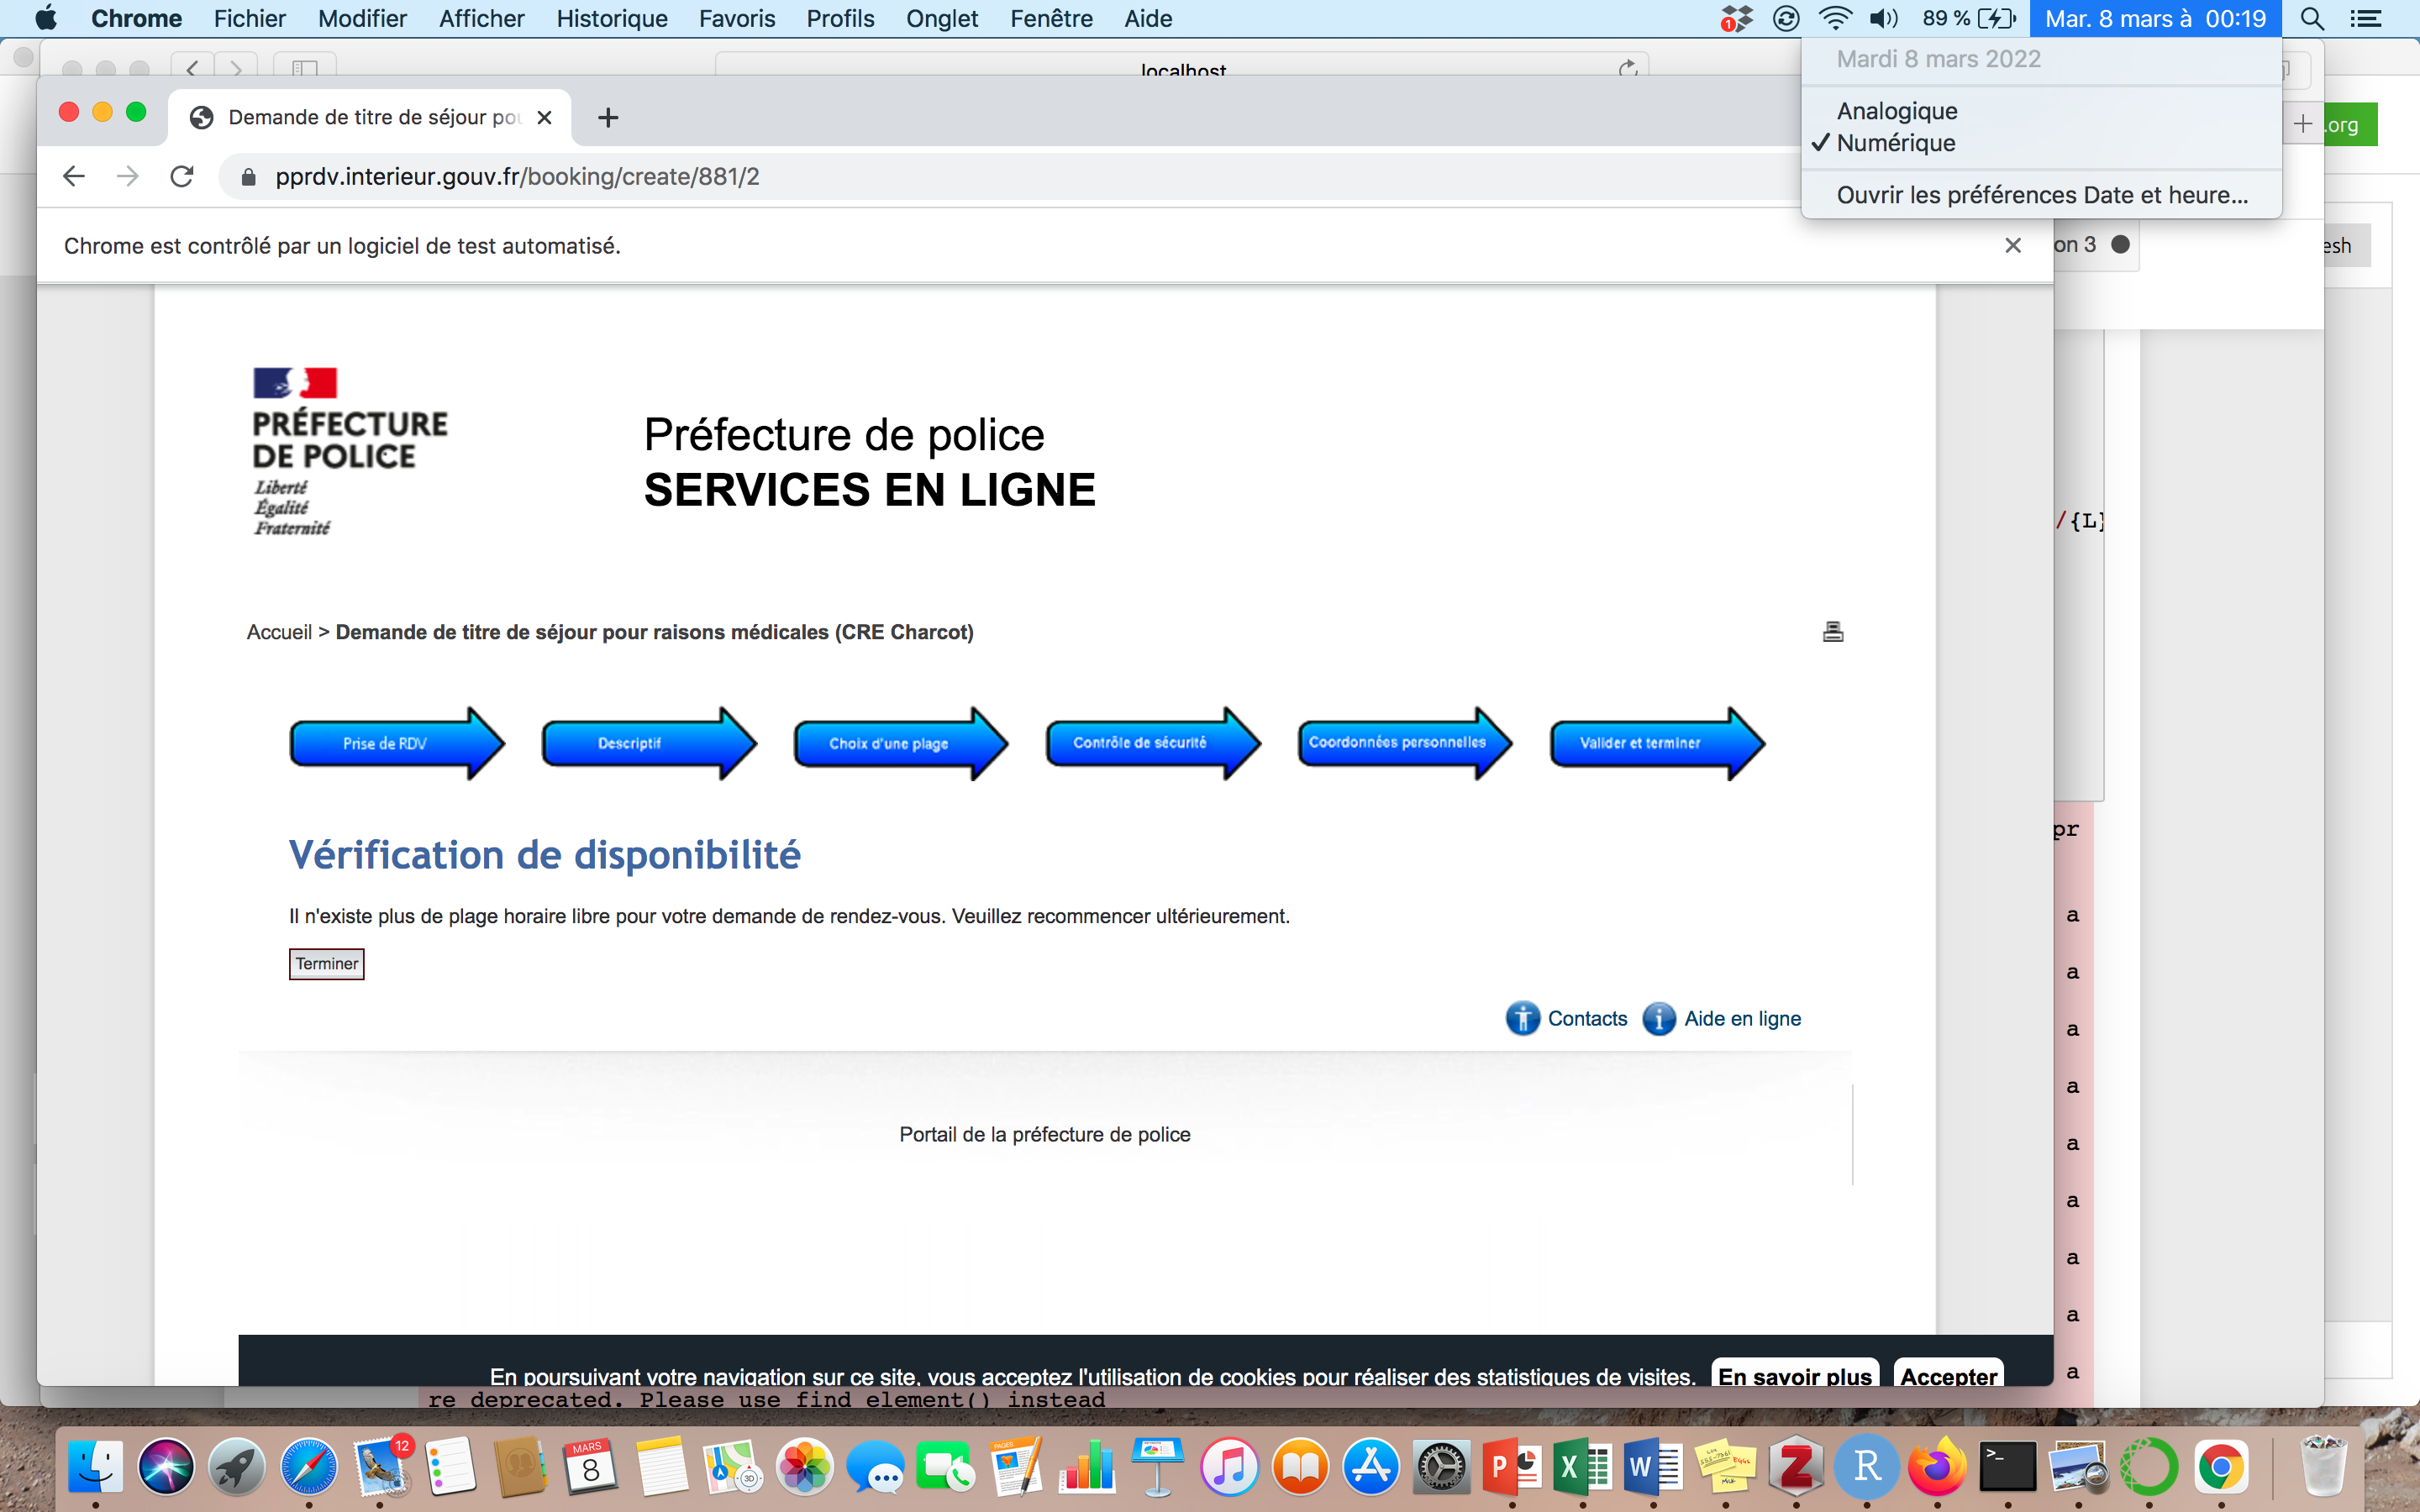 Chrome Fichier Modifier Afficher Historique Favoris Profils Onglet Fenêtre Aide 1 89 % Mar. 8 mars à 00:19
Mardi 8 mars 2022
Analogique
✓ Numérique
Ouvrir les préférences Date et heure...
localhost
.org
Demande de titre de séjour
pprdv.interieur.gouv.fr/booking/create/881/2
Chrome est contrôlé par un logiciel de test automatisé.
on 3
esh
PRÉFECTURE
DE POLICE
Liberté
Égalité
Fraternité
Préfecture de police
SERVICES EN LIGNE
/{L}
Accueil > Demande de titre de séjour pour raisons médicales (CRE Charcot)
Prise de RDV
Descriptif
Choix d'une plage
Contrôle de sécurité
Coordonnées personnelles
Valider et terminer
pr
Vérification de disponibilité
Il n'existe plus de plage horaire libre pour votre demande de rendez-vous. Veuillez recommencer ultérieurement.
Terminer
Contacts
Aide en ligne
Portail de la préfecture de police
a
a
a
a
a
a
a
a
a
En poursuivant votre navigation sur ce site, vous acceptez l'utilisation de cookies pour réaliser des statistiques de visites. En savoir plus Accepter
re deprecated. Please use find_element() instead
12
MARS
8
3D
PAGES
P
X
W
Z
R
>_